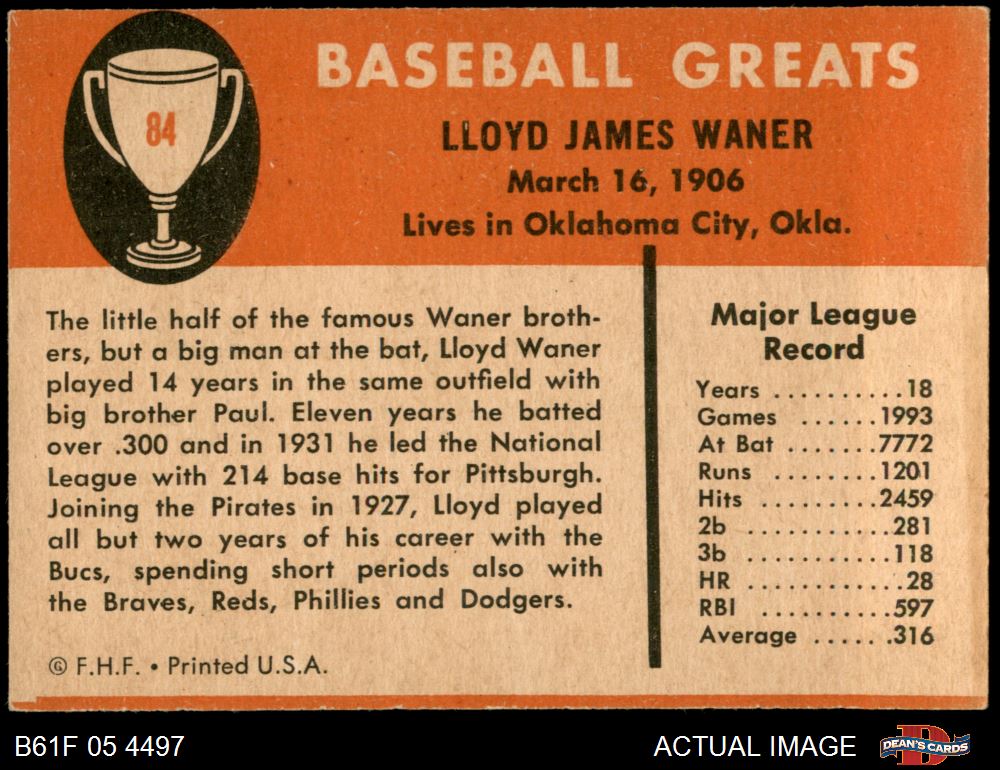 84
BASEBALL GREATS
LLOYD JAMES WANER
March 16, 1906
Lives in Oklahoma City, Okla.
The little half of the famous Waner broth-
ers, but a big man at the bat, Lloyd Waner
played 14 years in the same outfield with
big brother Paul. Eleven years he batted
over .300 and in 1931 he led the National
League with 214 base hits for Pittsburgh.
Joining the Pirates in 1927, Lloyd played
all but two years of his career with the
Bucs, spending short periods also with
the Braves, Reds, Phillies and Dodgers.
© F.H.F. • Printed U.S.A.
Major League
Record
Years ..........18
Games ......1993
At Bat .......7772
Runs .........1201
Hits .........2459
2b ...........281
3b ...........118
HR ............28
RBI ..........597
Average ......316
B61F 05 4497
ACTUAL IMAGE
DEAN'S CARDS